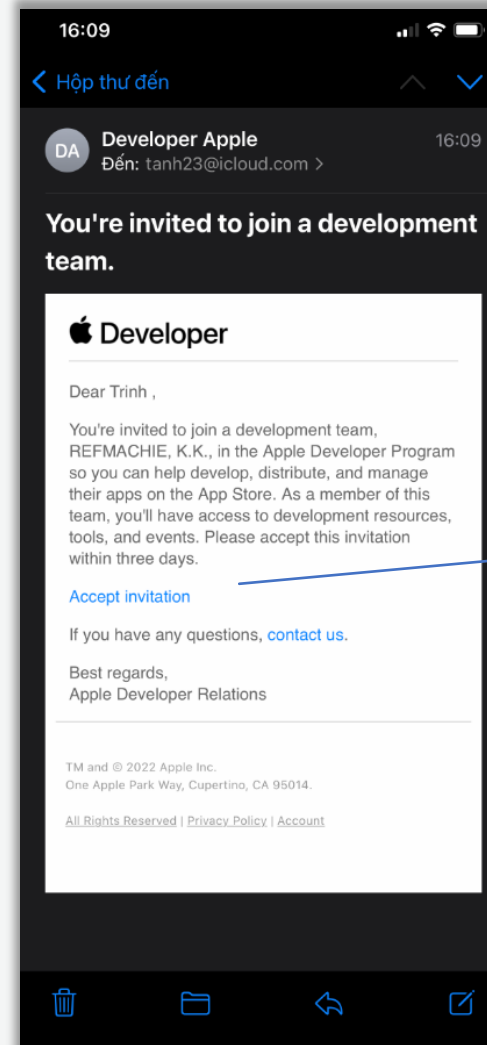 16:09
Hộp thư đến
DA
Developer Apple
16:09
Đến: tanh23@icloud.com >
You're invited to join a development
team.
Developer
Dear Trinh ,
You're invited to join a development team,
REFMACHIE, K.K., in the Apple Developer Program
so you can help develop, distribute, and manage
their apps on the App Store. As a member of this
team, you'll have access to development resources,
tools, and events. Please accept this invitation
within three days.
Accept invitation
If you have any questions, contact us.
Best regards,
Apple Developer Relations
TM and © 2022 Apple Inc.
One Apple Park Way, Cupertino, CA 95014.
All Rights Reserved | Privacy Policy | Account